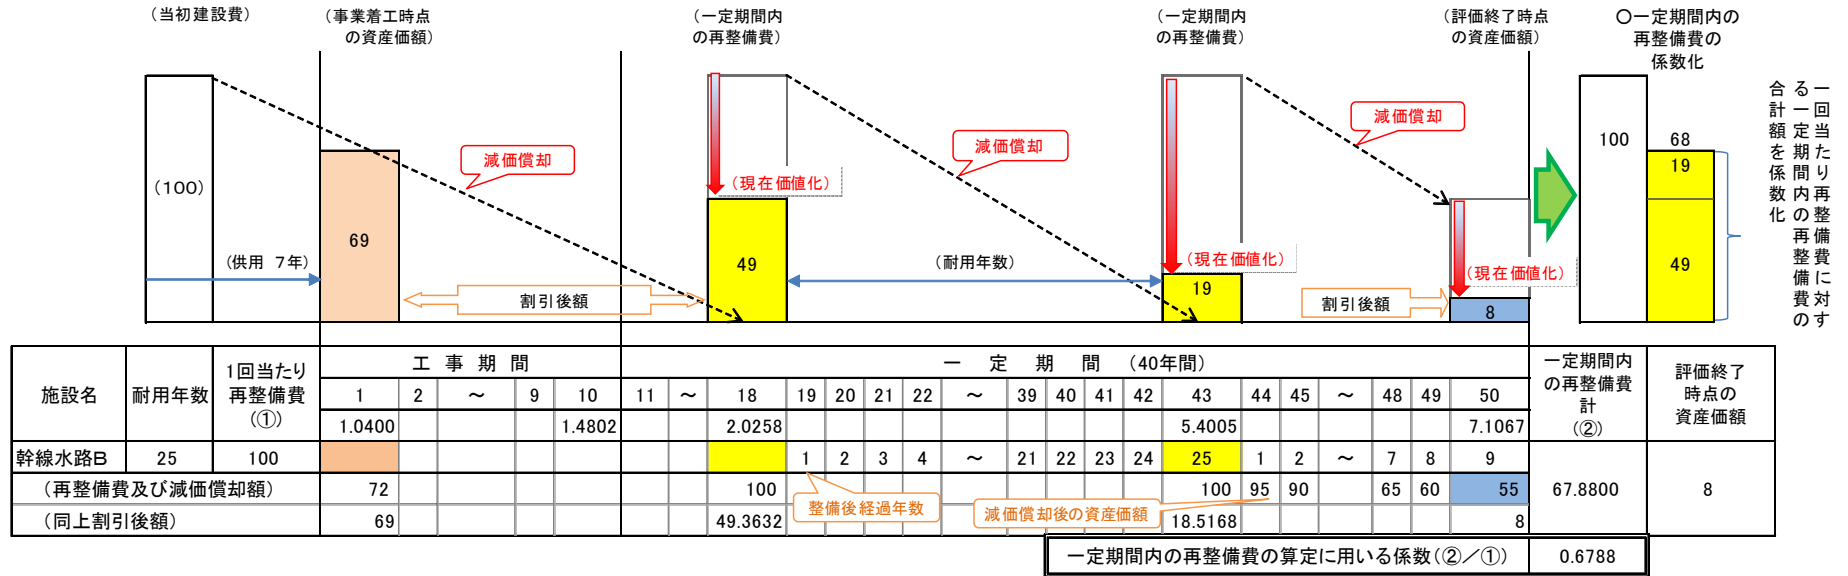 （当初建設費）
（事業着工時点
の資産価額）
（一定期間内
の再整備費）
（一定期間内
の再整備費）
（評価終了時点
の資産価額）
〇一定期間内の
再整備費の
係数化
（100）
69
（供用 7年）
減価償却
割引後額
（現在価値化）
49
減価償却
（耐用年数）
（現在価値化）
19
減価償却
（現在価値化）
割引後額
8
100
68
19
49
一回当たり再整備費に対す
る一定期間内の再整備費の
合計額を係数化
施設名
耐用年数
1回当たり
再整備費
（①）
工 事 期 間
一 定 期 間 （40年間）
一定期間内
の再整備費
計
（②）
評価終了
時点の
資産価額
1 2 ～ 9 10 11 ～ 18 19 20 21 22 ～ 39 40 41 42 43 44 45 ～ 48 49 50
1.0400 1.4802 2.0258 5.4005 7.1067
幹線水路B 25 100 1 2 3 4 ～ 21 22 23 24 25 1 2 ～ 7 8 9
（再整備費及び減価償却額） 72 100 100 95 90 65 60 55 67.8800 8
（同上割引後額） 69 49.3632 18.5168 8
整備後経過年数
減価償却後の資産価額
一定期間内の再整備費の算定に用いる係数（②／①） 0.6788